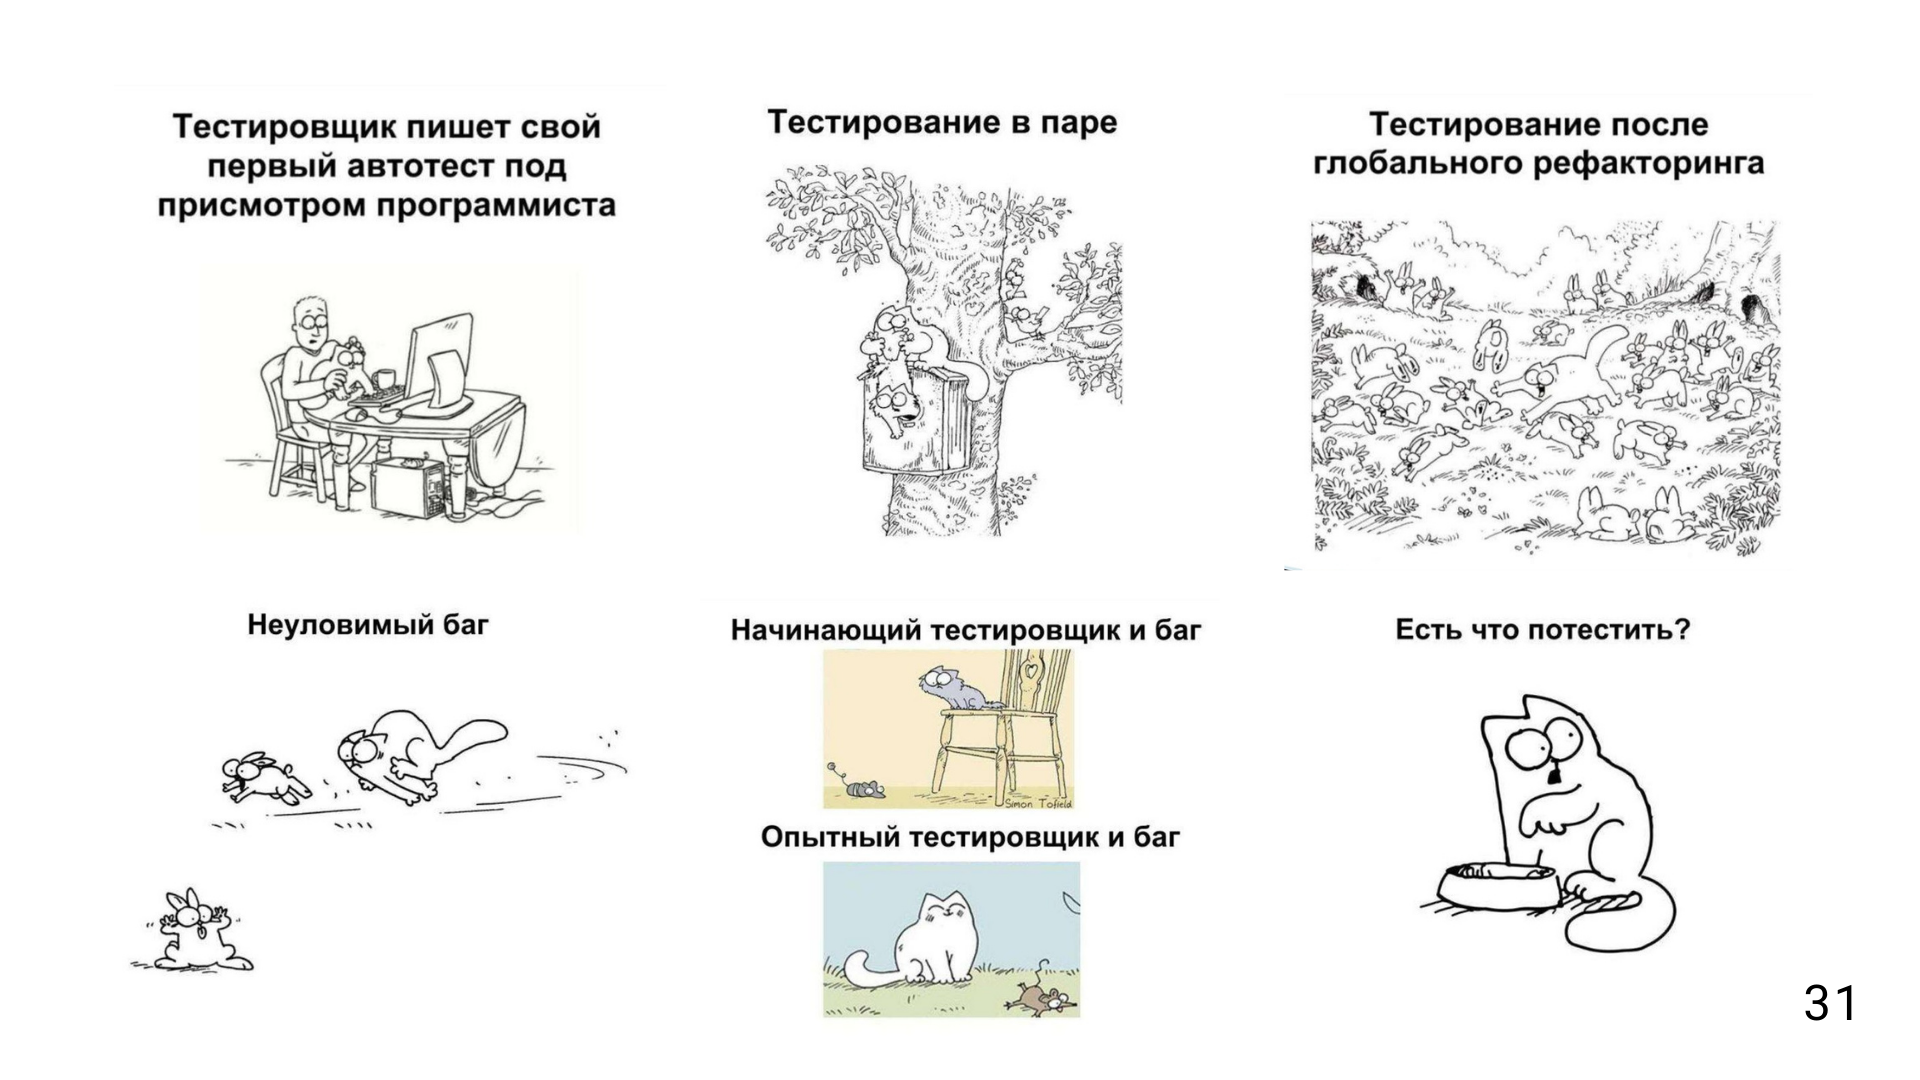 Тестировщик пишет свой
первый автотест под
присмотром программиста
Тестирование в паре
Тестирование после
глобального рефакторинга
Неуловимый баг
Начинающий тестировщик и баг
Simon Tofield
Опытный тестировщик и баг
Есть что потестить?
31